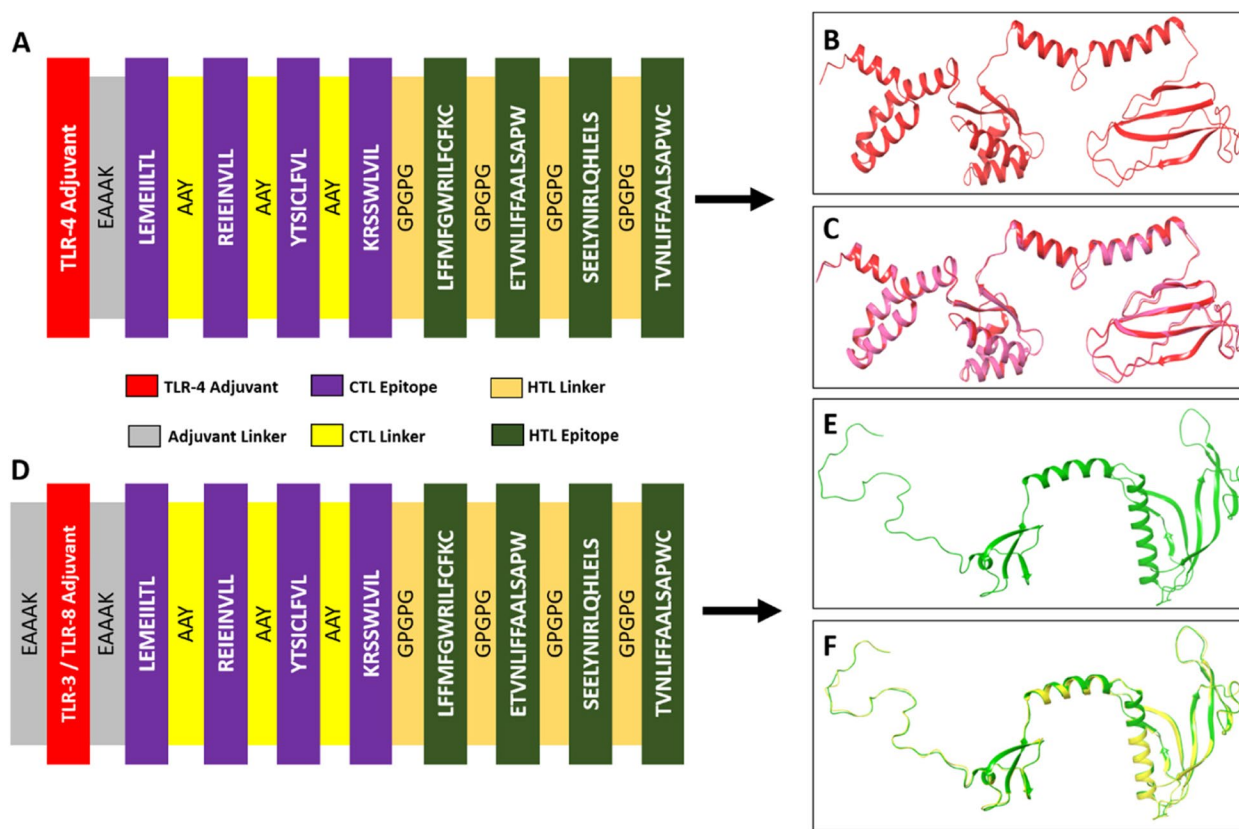 A
TLR-4 Adjuvant
EAAAK
LEMEIILTL
AAY
REIEINVLL
AAY
YTSICLFVL
AAY
KRSSWLVIL
GPGPG
LFFMFGWRILFCFKC
GPGPG
ETVNLIFFAALSAPW
GPGPG
SEELYNIRLQHLELS
GPGPG
TVNLIFFAALSAPWC
B
C
TLR-4 Adjuvant
CTL Epitope
HTL Linker
Adjuvant Linker
CTL Linker
HTL Epitope
D
EAAAK
TLR-3 / TLR-8 Adjuvant
EAAAK
LEMEIILTL
AAY
REIEINVLL
AAY
YTSICLFVL
AAY
KRSSWLVIL
GPGPG
LFFMFGWRILFCFKC
GPGPG
ETVNLIFFAALSAPW
GPGPG
SEELYNIRLQHLELS
GPGPG
TVNLIFFAALSAPWC
E
F